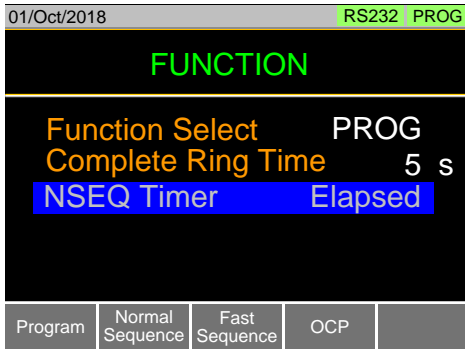 01/Oct/2018 RS232 PROG
FUNCTION
Function Select PROG
Complete Ring Time 5 s
NSEQ Timer Elapsed
Program Normal Sequence Fast Sequence OCP